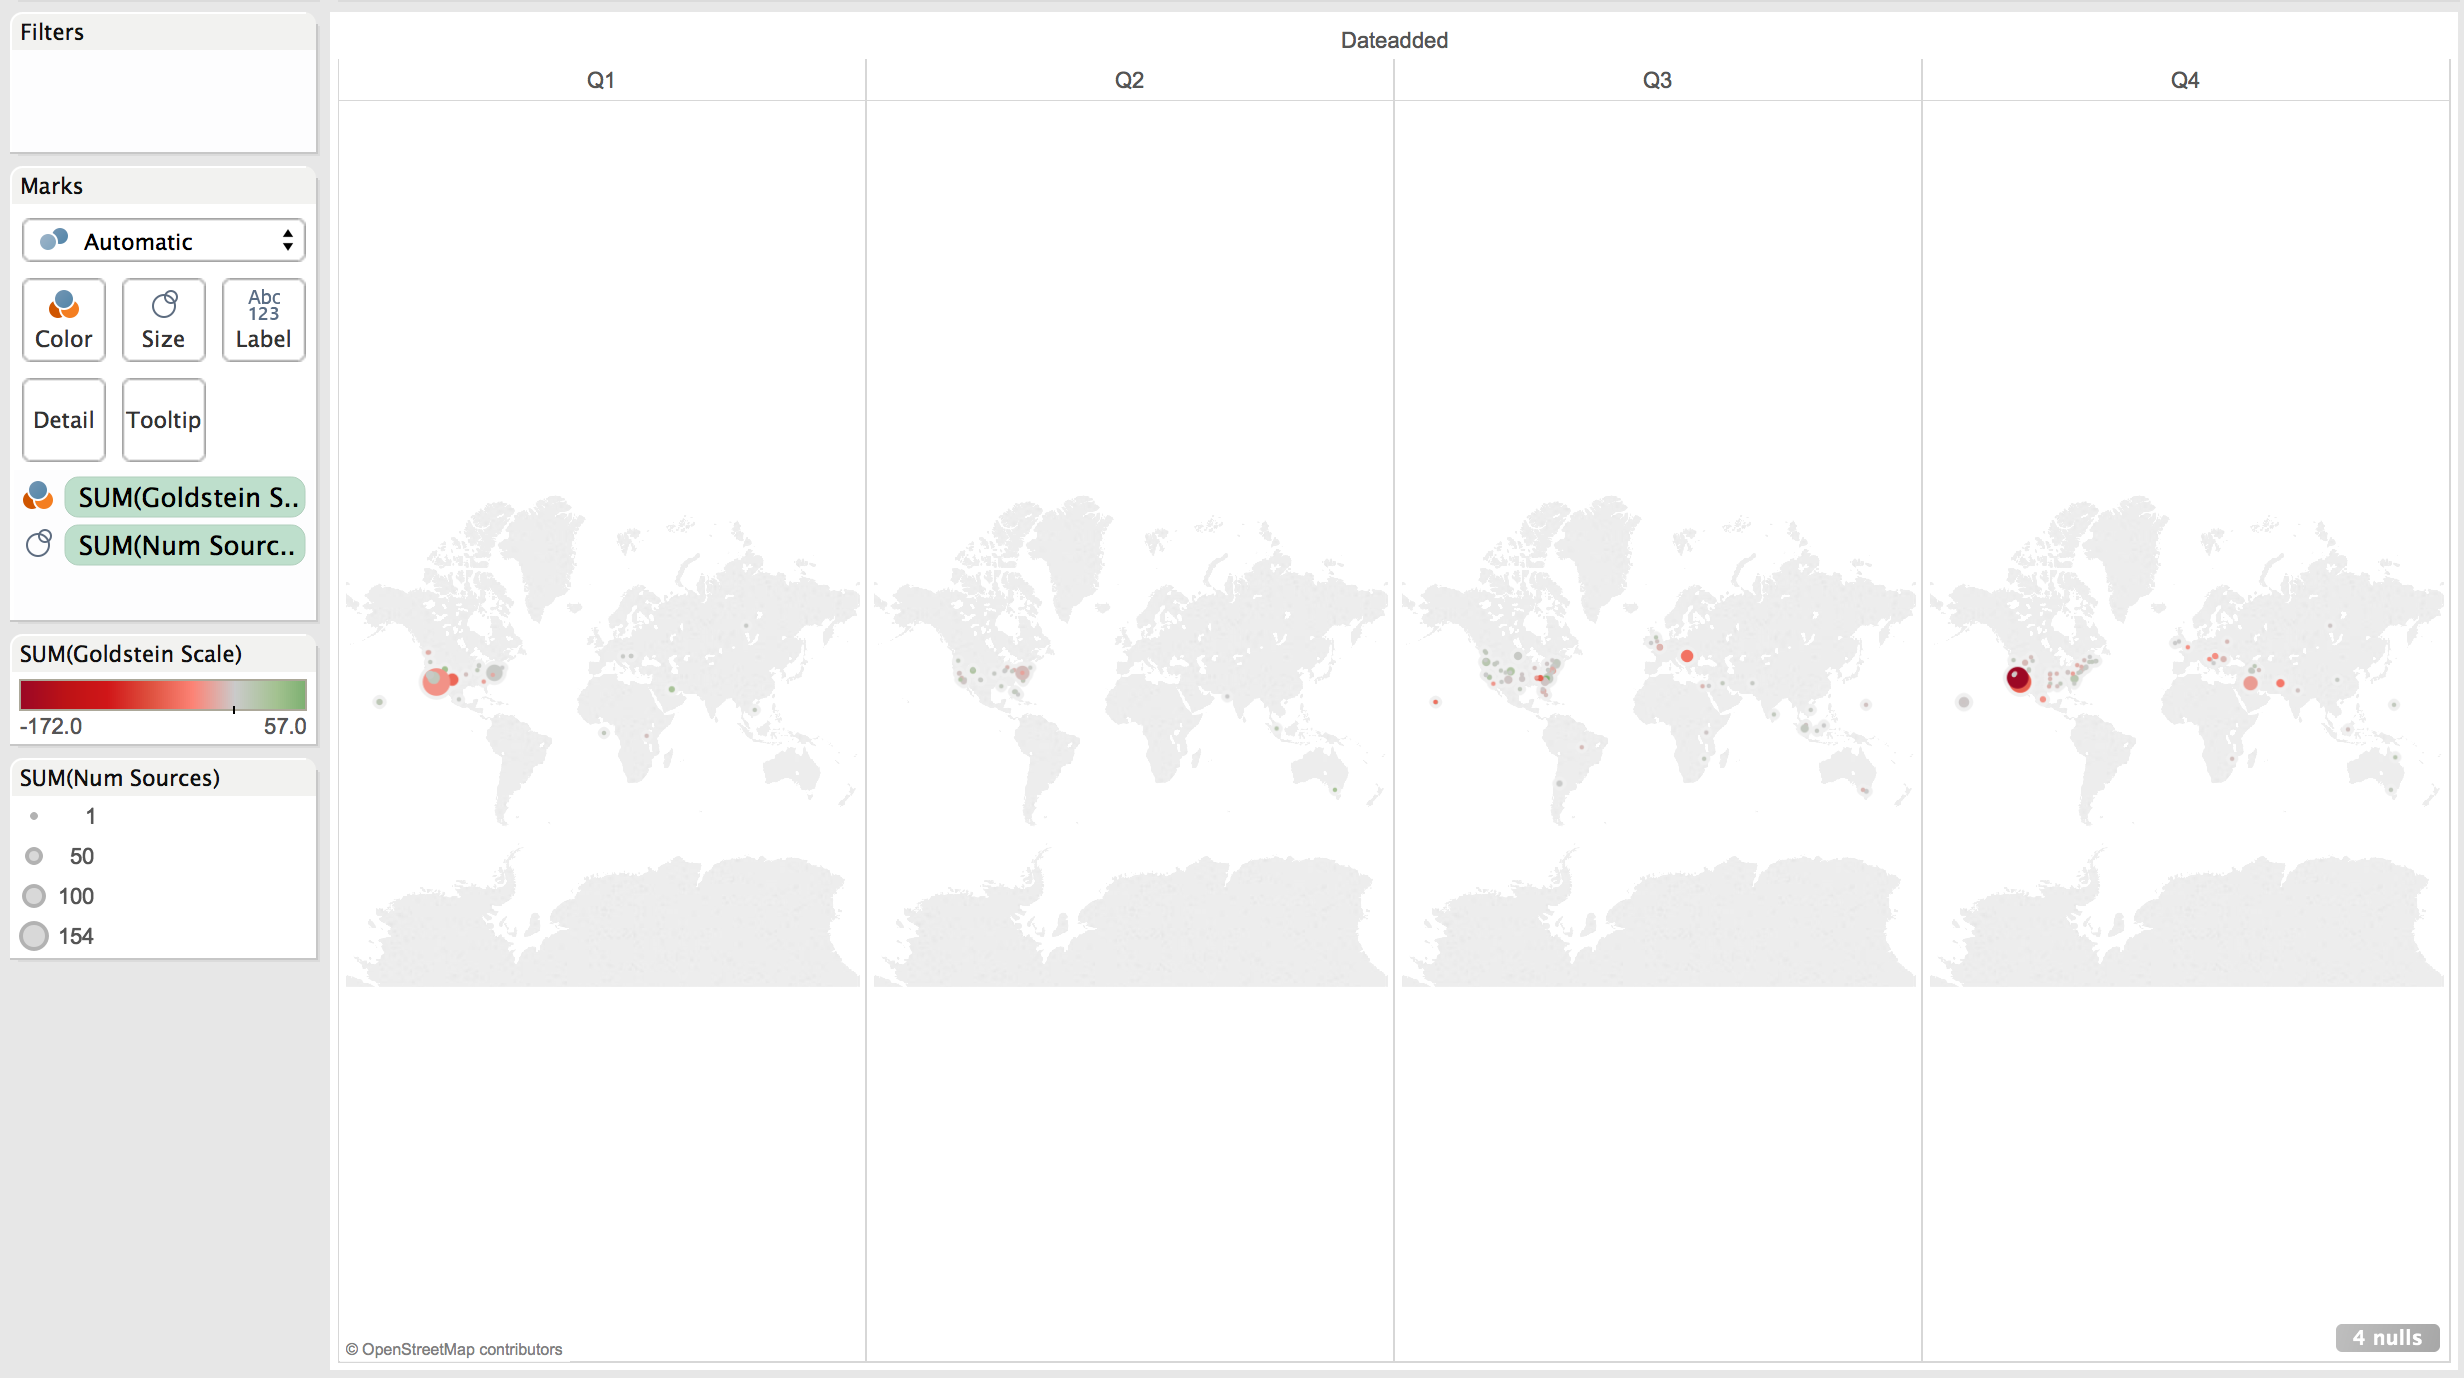 Filters
Marks
Automatic
Color
Size
Abc
123
Label
Detail
Tooltip
SUM(Goldstein S..
SUM(Num Sourc..
SUM(Goldstein Scale)
-172.0 57.0
SUM(Num Sources)
1
50
100
154
Dateadded
Q1 Q2 Q3 Q4
© OpenStreetMap contributors
4 nulls